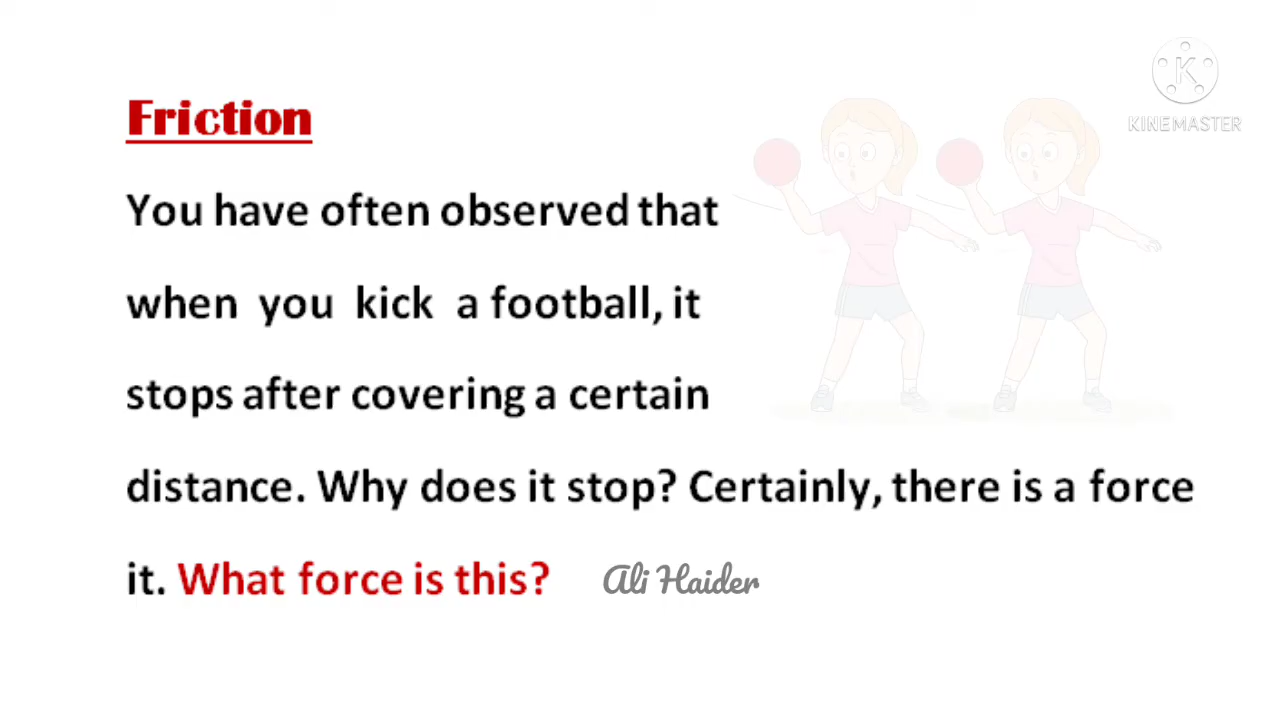 KINEMASTER
Friction
You have often observed that
when you kick a football, it
stops after covering a certain
distance. Why does it stop? Certainly, there is a force
it. What force is this? Ali Haider